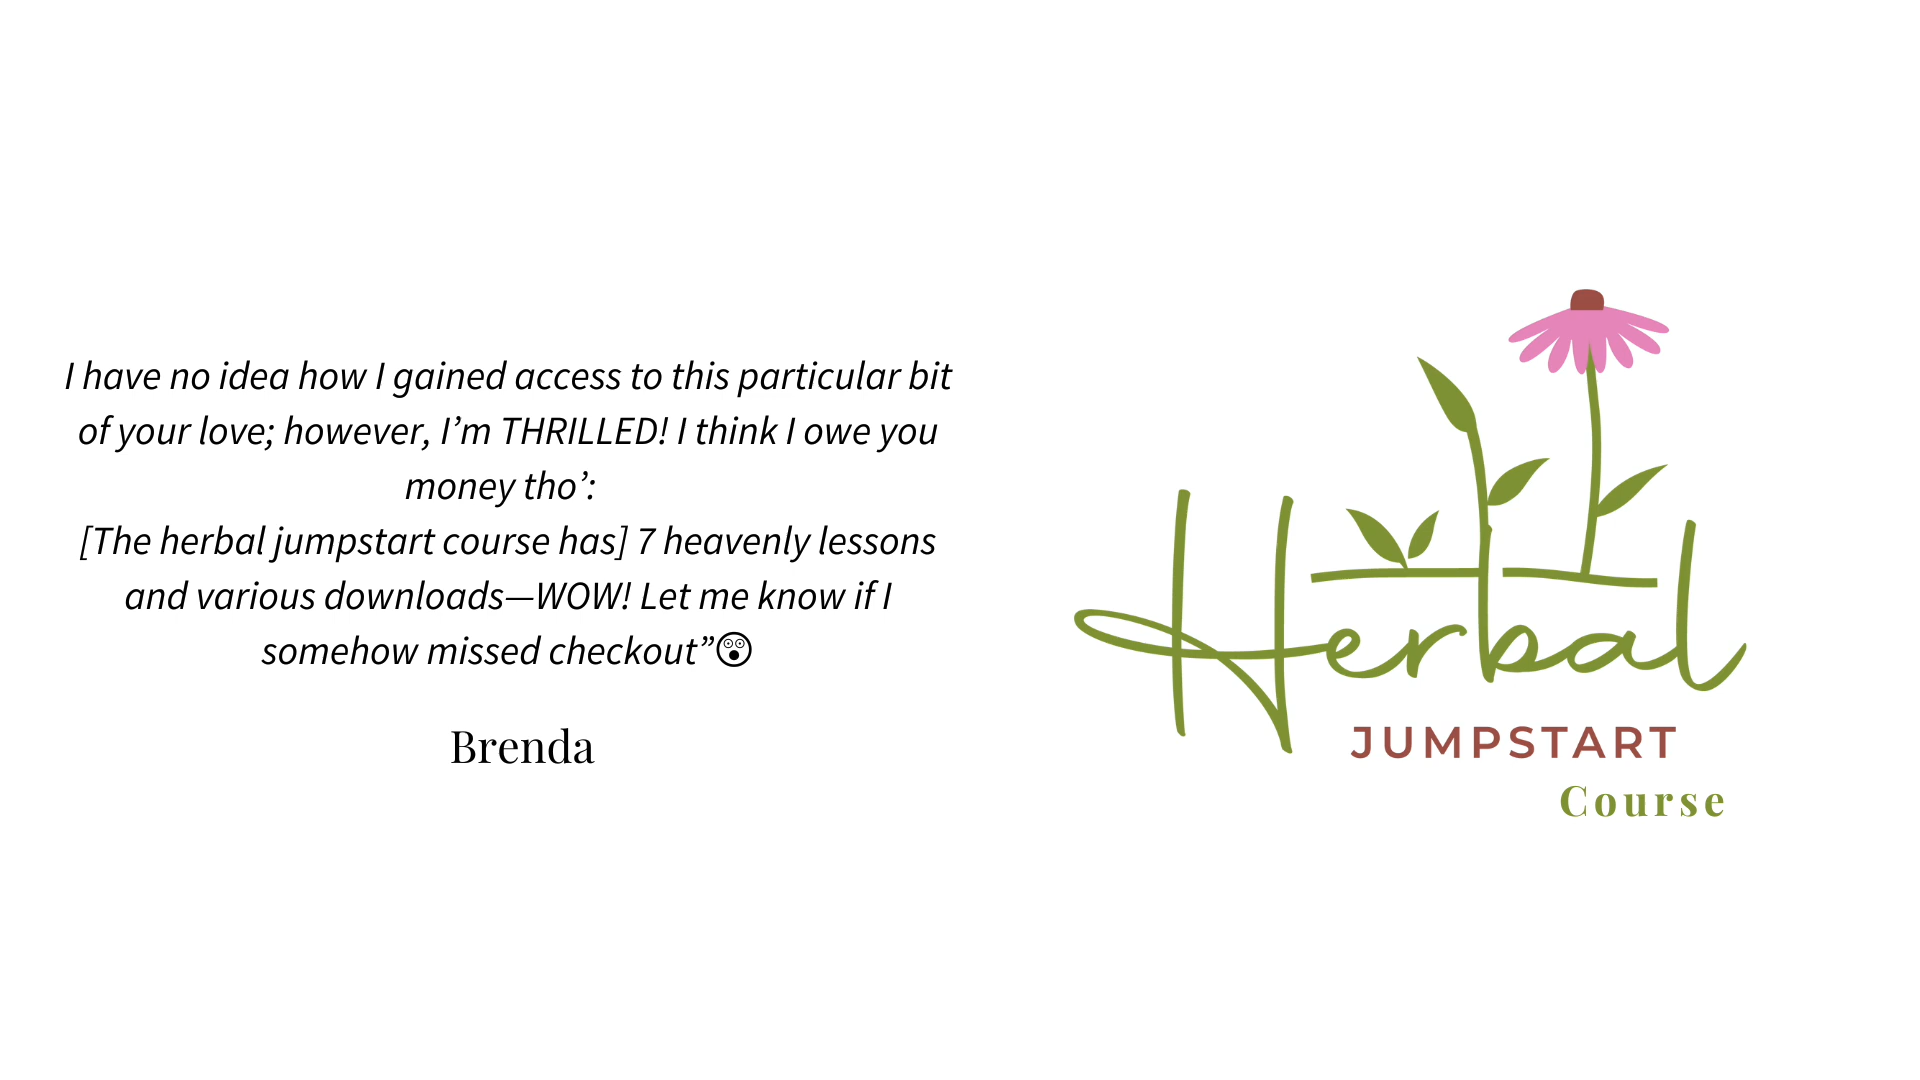 I have no idea how I gained access to this particular bit
of your love; however, I’m THRILLED! I think I owe you
money tho’:
[The herbal jumpstart course has] 7 heavenly lessons
and various downloads—WOW! Let me know if I
somehow missed checkout”😲
Brenda
Herbal
JUMPSTART
Course